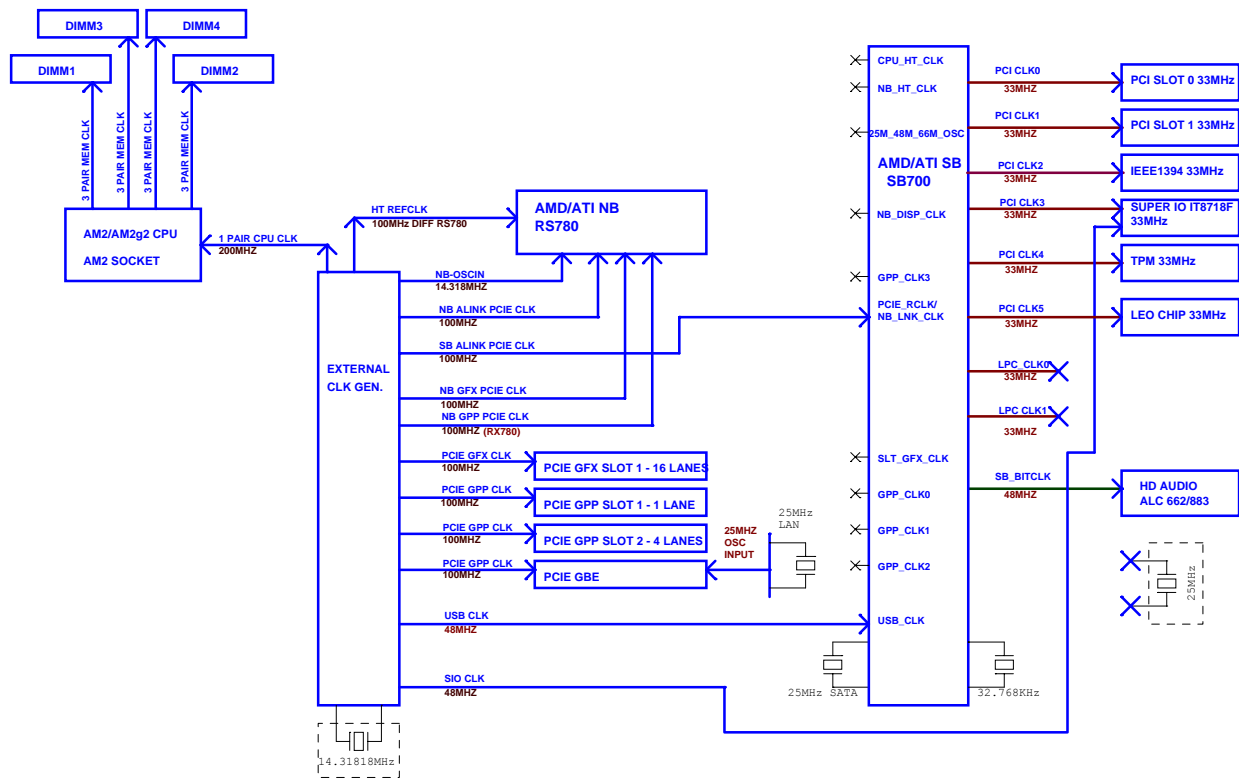 DIMM3
DIMM4
DIMM1
DIMM2
3 PAIR MEM CLK
3 PAIR MEM CLK
3 PAIR MEM CLK
3 PAIR MEM CLK
AM2/AM2g2 CPU
AM2 SOCKET
1 PAIR CPU CLK
200MHZ
HT REFCLK
100MHz DIFF RS780
AMD/ATI NB
RS780
EXTERNAL
CLK GEN.
NB-OSCIN
14.318MHZ
NB ALINK PCIE CLK
100MHZ
SB ALINK PCIE CLK
100MHZ
NB GFX PCIE CLK
100MHZ
NB GPP PCIE CLK
100MHZ (RX780)
PCIE GFX CLK
100MHZ
PCIE GFX SLOT 1 - 16 LANES
PCIE GPP CLK
100MHZ
PCIE GPP SLOT 1 - 1 LANE
PCIE GPP CLK
100MHZ
PCIE GPP SLOT 2 - 4 LANES
PCIE GPP CLK
100MHZ
PCIE GBE
25MHZ
OSC
INPUT
25MHz
LAN
USB CLK
48MHZ
SIO CLK
48MHZ
14.31818MHz
CPU_HT_CLK
NB_HT_CLK
25M_48M_66M_OSC
AMD/ATI SB
SB700
NB_DISP_CLK
GPP_CLK3
PCIE_RCLK/
NB_LNK_CLK
SLT_GFX_CLK
GPP_CLK0
GPP_CLK1
GPP_CLK2
USB_CLK
25MHz SATA
32.768KHz
PCI CLK0
33MHZ
PCI SLOT 0 33MHz
PCI CLK1
33MHZ
PCI SLOT 1 33MHz
PCI CLK2
33MHZ
IEEE1394 33MHz
PCI CLK3
33MHZ
SUPER IO IT8718F
33MHz
PCI CLK4
33MHZ
TPM 33MHz
PCI CLK5
33MHZ
LEO CHIP 33MHz
LPC_CLK0
33MHZ
LPC CLK1
33MHZ
SB_BITCLK
48MHZ
HD AUDIO
ALC 662/883
25MHz